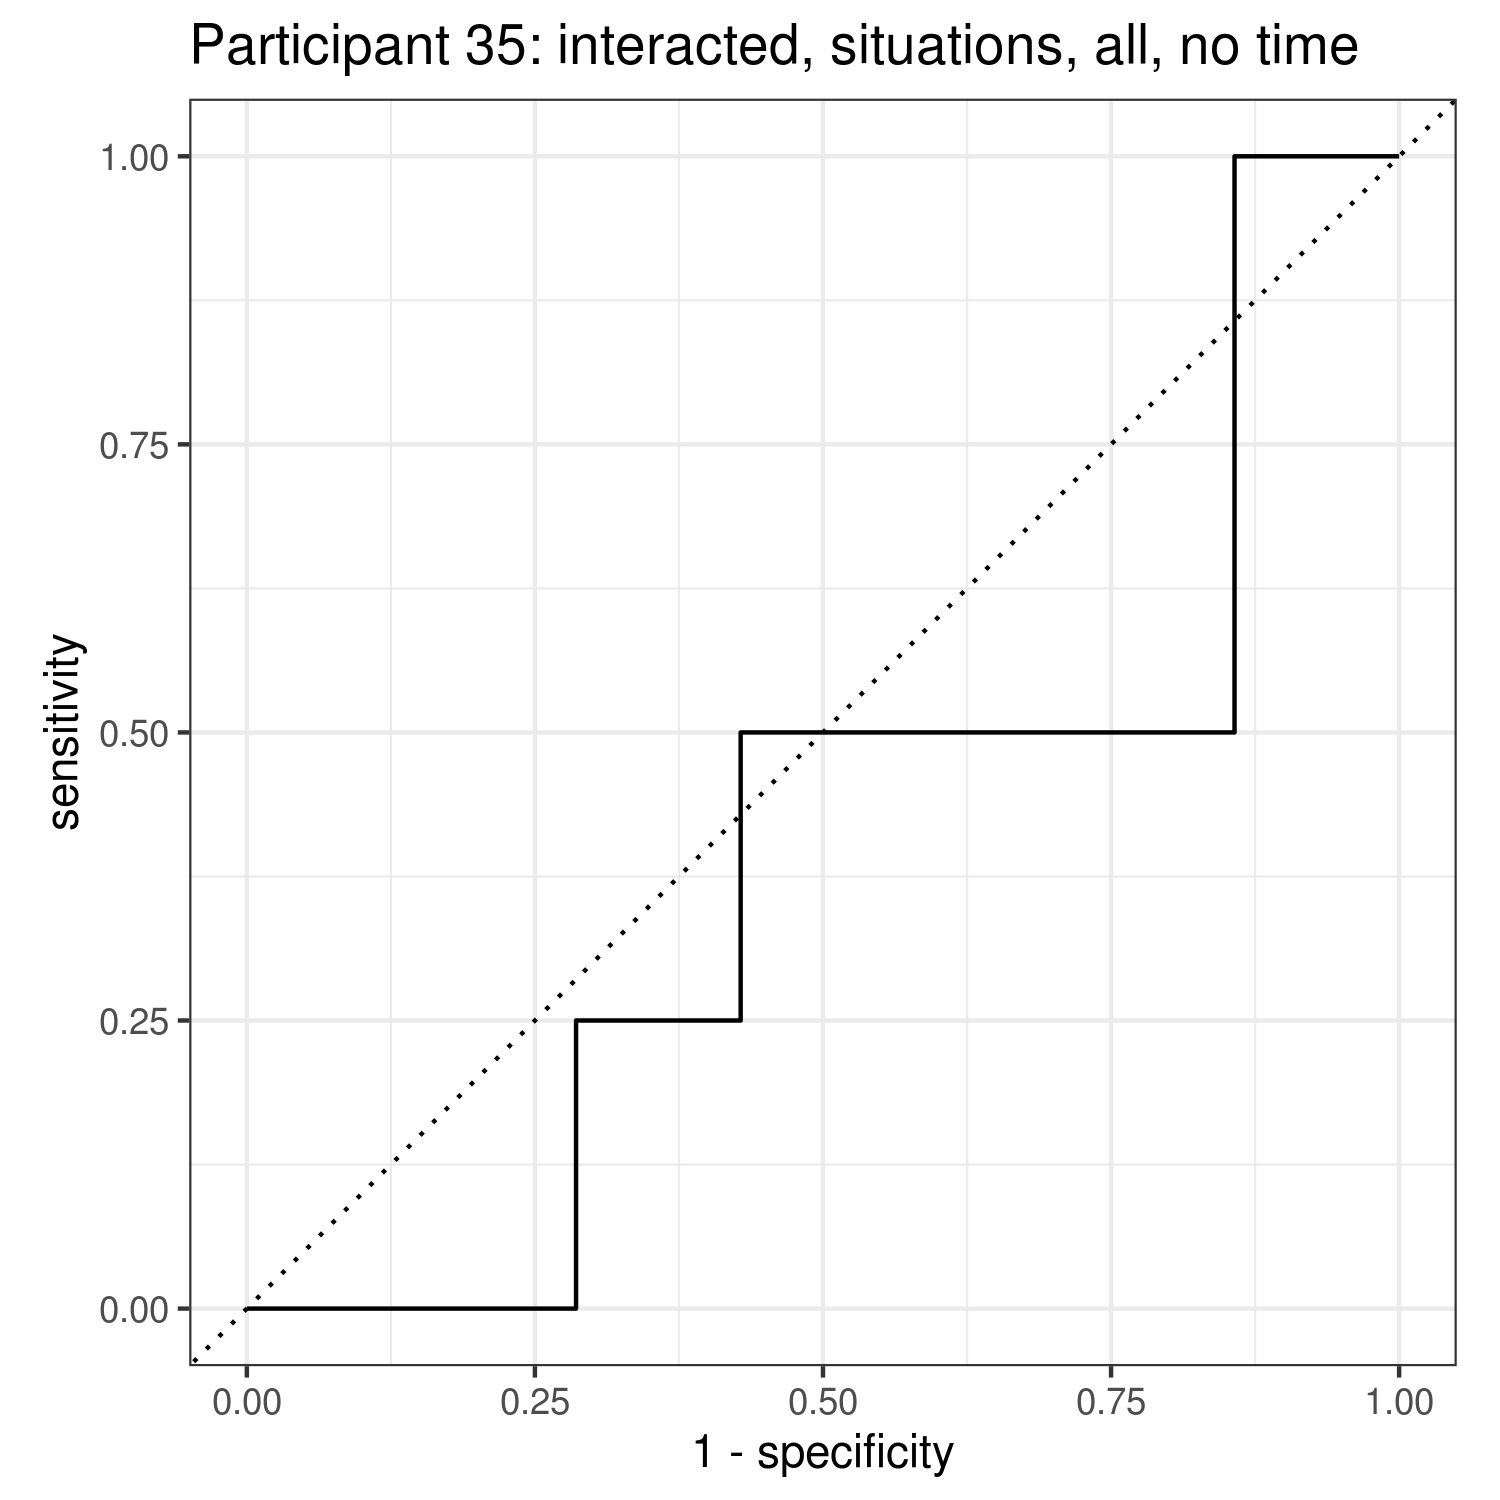 Participant 35: interacted, situations, all, no time
1.00
0.75
0.50
0.25
0.00
sensitivity
0.00 0.25 0.50 0.75 1.00
1 - specificity